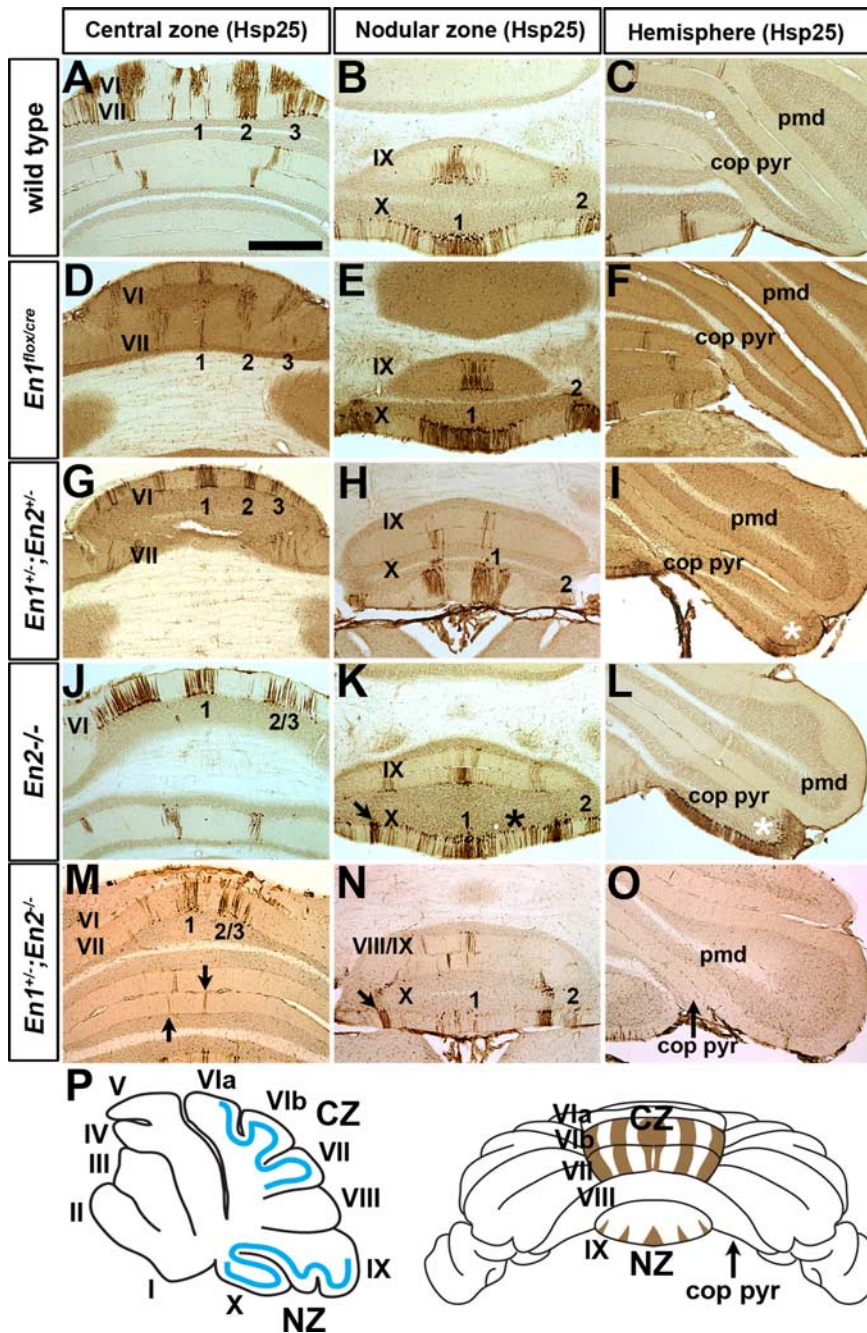 Central zone (Hsp25) Nodular zone (Hsp25) Hemisphere (Hsp25)
wild type
A VI VII 1 2 3
B IX X 1 2
C pmd cop pyr
En1flox/cre
D VI VII 1 2 3
E IX X 1 2
F pmd cop pyr
En1+/-;En2+/-
G VI VII 1 2 3
H IX X 1 2
I pmd cop pyr *
En2-/-
J VI 1 2/3
K IX X 1 * 2
L cop pyr pmd *
En1+/-;En2-/-
M VI VII 1 2/3
N VIII/IX X 1 2
O pmd cop pyr
P I II III IV V VIa VIb CZ VII VIII IX X NZ
VIa CZ VIb VII VIII IX NZ cop pyr